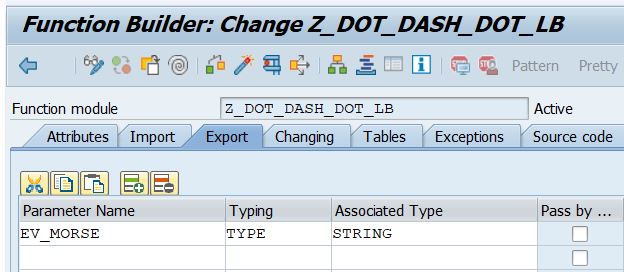 Function Builder: Change Z_DOT_DASH_DOT_LB
Pattern Pretty
Function module Z_DOT_DASH_DOT_LB Active
Attributes Import Export Changing Tables Exceptions Source code
Parameter Name Typing Associated Type Pass by ...
EV_MORSE TYPE STRING